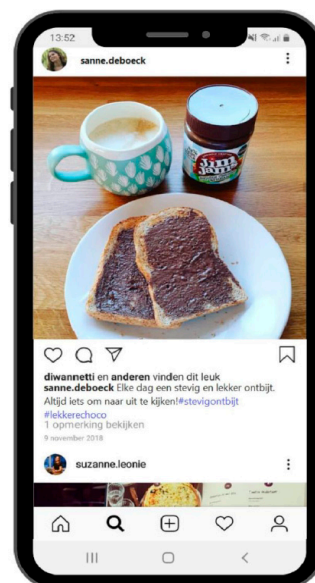 13:52
sanne.deboeck
Jim
Jams
diwannetti en anderen vinden dit leuk
sanne.deboeck Elke dag een stevig en lekker ontbijt.
Altijd iets om naar uit te kijken!#stevigontbijt
#lekkerechoco
1 opmerking bekijken
9 november 2018
suzanne.leonie